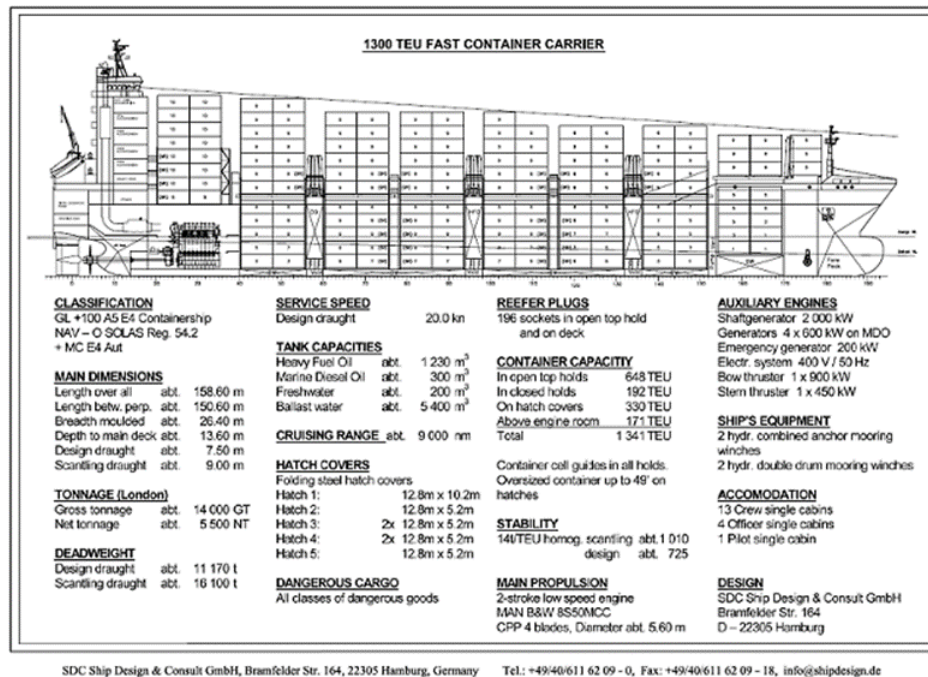 1300 TEU FAST CONTAINER CARRIER
CLASSIFICATION
GL +100 A5 E4 Containership
NAV – O SOLAS Reg. 54.2
+ MC E4 Aut
MAIN DIMENSIONS
Length over all abt. 158.60 m
Length betw. perp. abt. 150.60 m
Breadth moulded abt. 26.40 m
Depth to main deck abt. 13.60 m
Design draught abt. 7.50 m
Scantling draught abt. 9.00 m
TONNAGE (London)
Gross tonnage abt. 14 000 GT
Net tonnage abt. 5 500 NT
DEADWEIGHT
Design draught abt. 11 170 t
Scantling draught abt. 16 100 t
SERVICE SPEED
Design draught 20.0 kn
TANK CAPACITIES
Heavy Fuel Oil abt. 1 230 m³
Marine Diesel Oil abt. 300 m³
Freshwater abt. 200 m³
Ballast water abt. 5 400 m³
CRUISING RANGE abt. 9 000 nm
HATCH COVERS
Folding steel hatch covers
Hatch 1: 12.8m x 10.2m
Hatch 2: 12.8m x 5.2m
Hatch 3: 2x 12.8m x 5.2m
Hatch 4: 2x 12.8m x 5.2m
Hatch 5: 12.8m x 5.2m
DANGEROUS CARGO
All classes of dangerous goods
REEFER PLUGS
196 sockets in open top hold
and on deck
CONTAINER CAPACITIY
In open top holds 648 TEU
In closed holds 192 TEU
On hatch covers 330 TEU
Above engine room 171 TEU
Total 1 341 TEU
Container cell guides in all holds.
Oversized container up to 49' on
hatches
STABILITY
14t/TEU homog. scantling abt. 1 010
design abt. 725
MAIN PROPULSION
2-stroke low speed engine
MAN B&W 8S50MCC
CPP 4 blades, Diameter abt. 5.60 m
AUXILIARY ENGINES
Shaftgenerator 2 000 kW
Generators 4 x 600 kW on MDO
Emergency generator 200 kW
Electr. system 400 V / 50 Hz
Bow thruster 1 x 900 kW
Stern thruster 1 x 450 kW
SHIP'S EQUIPMENT
2 hydr. combined anchor mooring
winches
2 hydr. double drum mooring winches
ACCOMODATION
13 Crew single cabins
4 Officer single cabins
1 Pilot single cabin
DESIGN
SDC Ship Design & Consult GmbH
Bramfelder Str. 164
D – 22305 Hamburg
SDC Ship Design & Consult GmbH, Bramfelder Str. 164, 22305 Hamburg, Germany Tel.: +49/40/611 62 09 - 0, Fax: +49/40/611 62 09 - 18, info@shipdesign.de